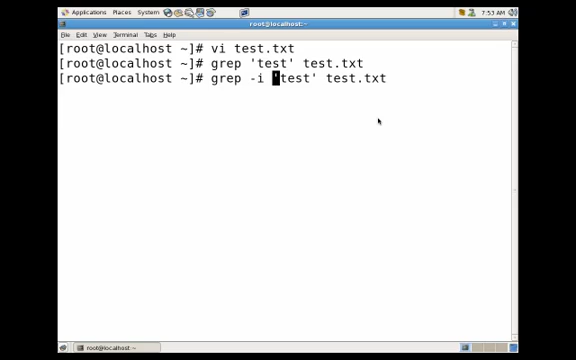 Applications Places System 7:53 AM
root@localhost:~
File Edit View Terminal Tabs Help
[root@localhost ~]# vi test.txt
[root@localhost ~]# grep 'test' test.txt
[root@localhost ~]# grep -i 'test' test.txt
root@localhost:~